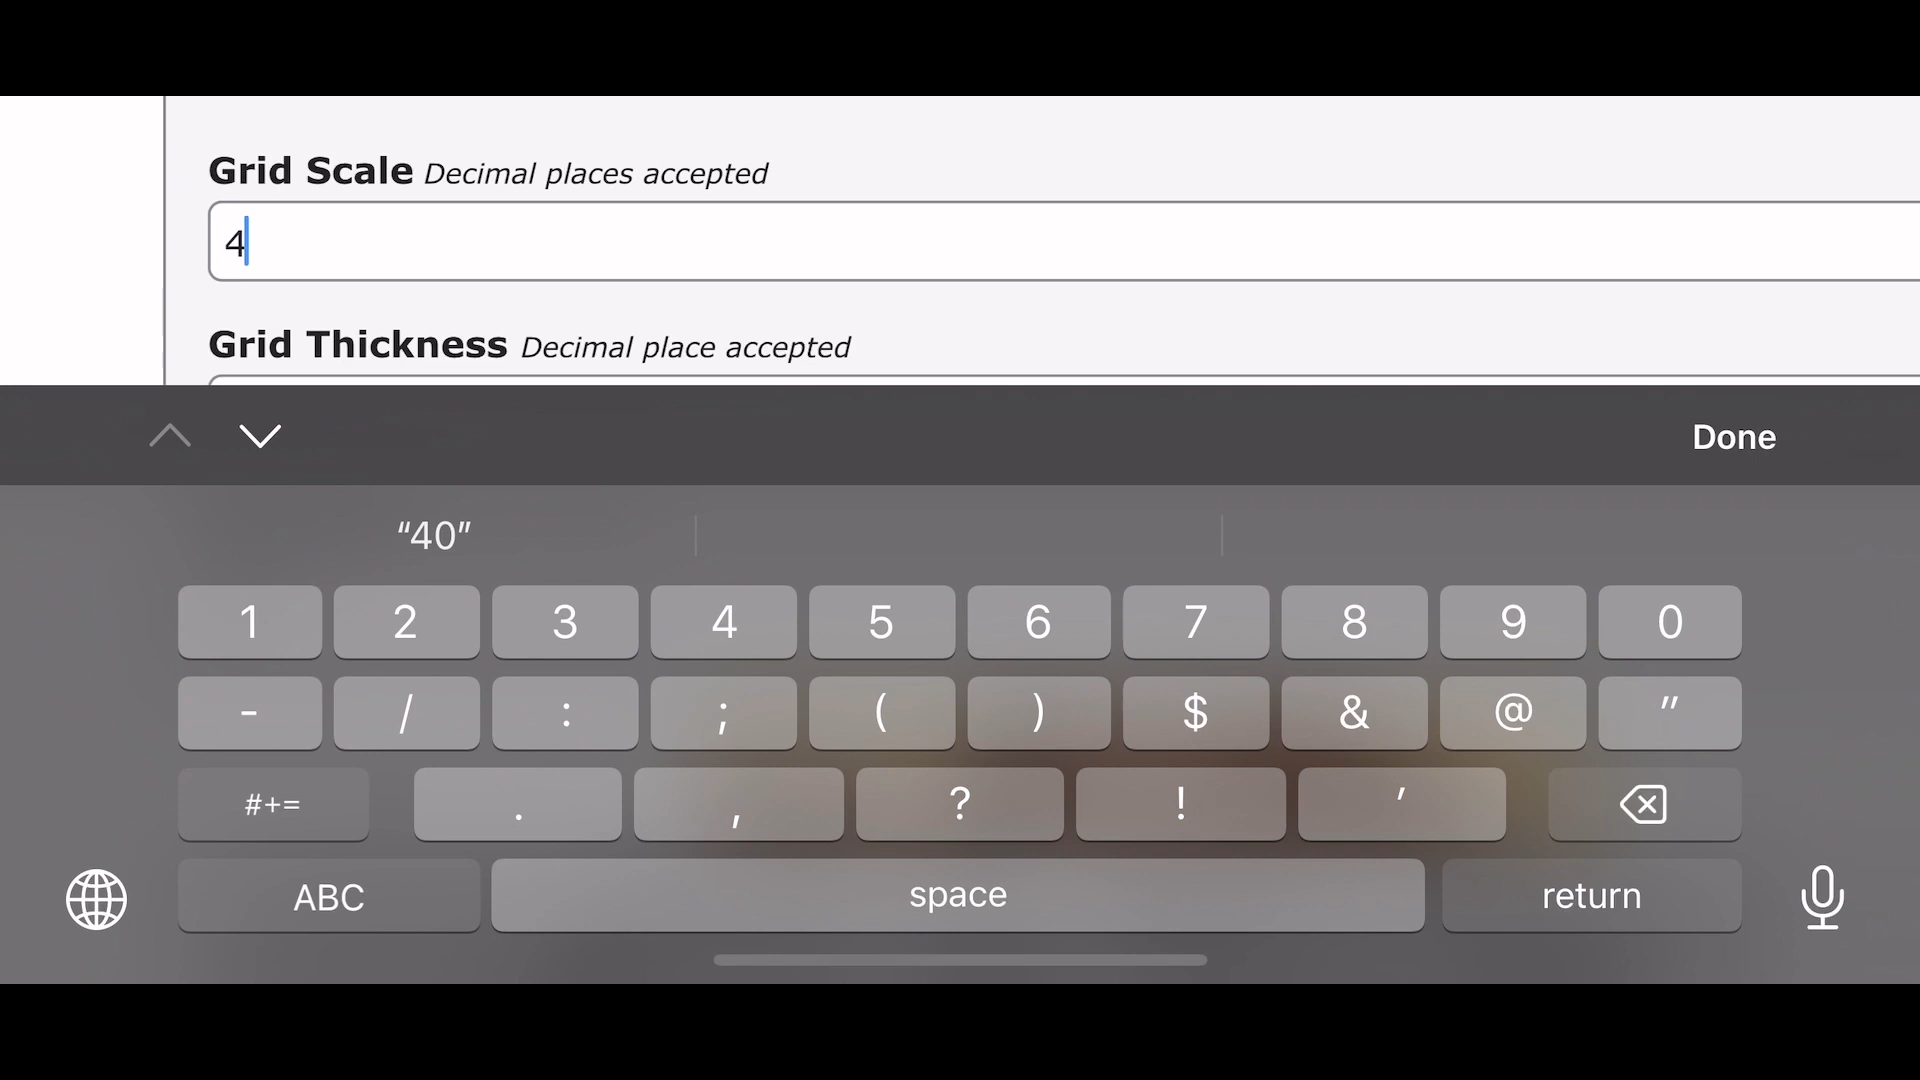 Grid Scale Decimal places accepted
4
Grid Thickness Decimal place accepted
Done
“40”
1 2 3 4 5 6 7 8 9 0
- / : ; ( ) $ & @ "
#+= . , ? ! '
ABC space return